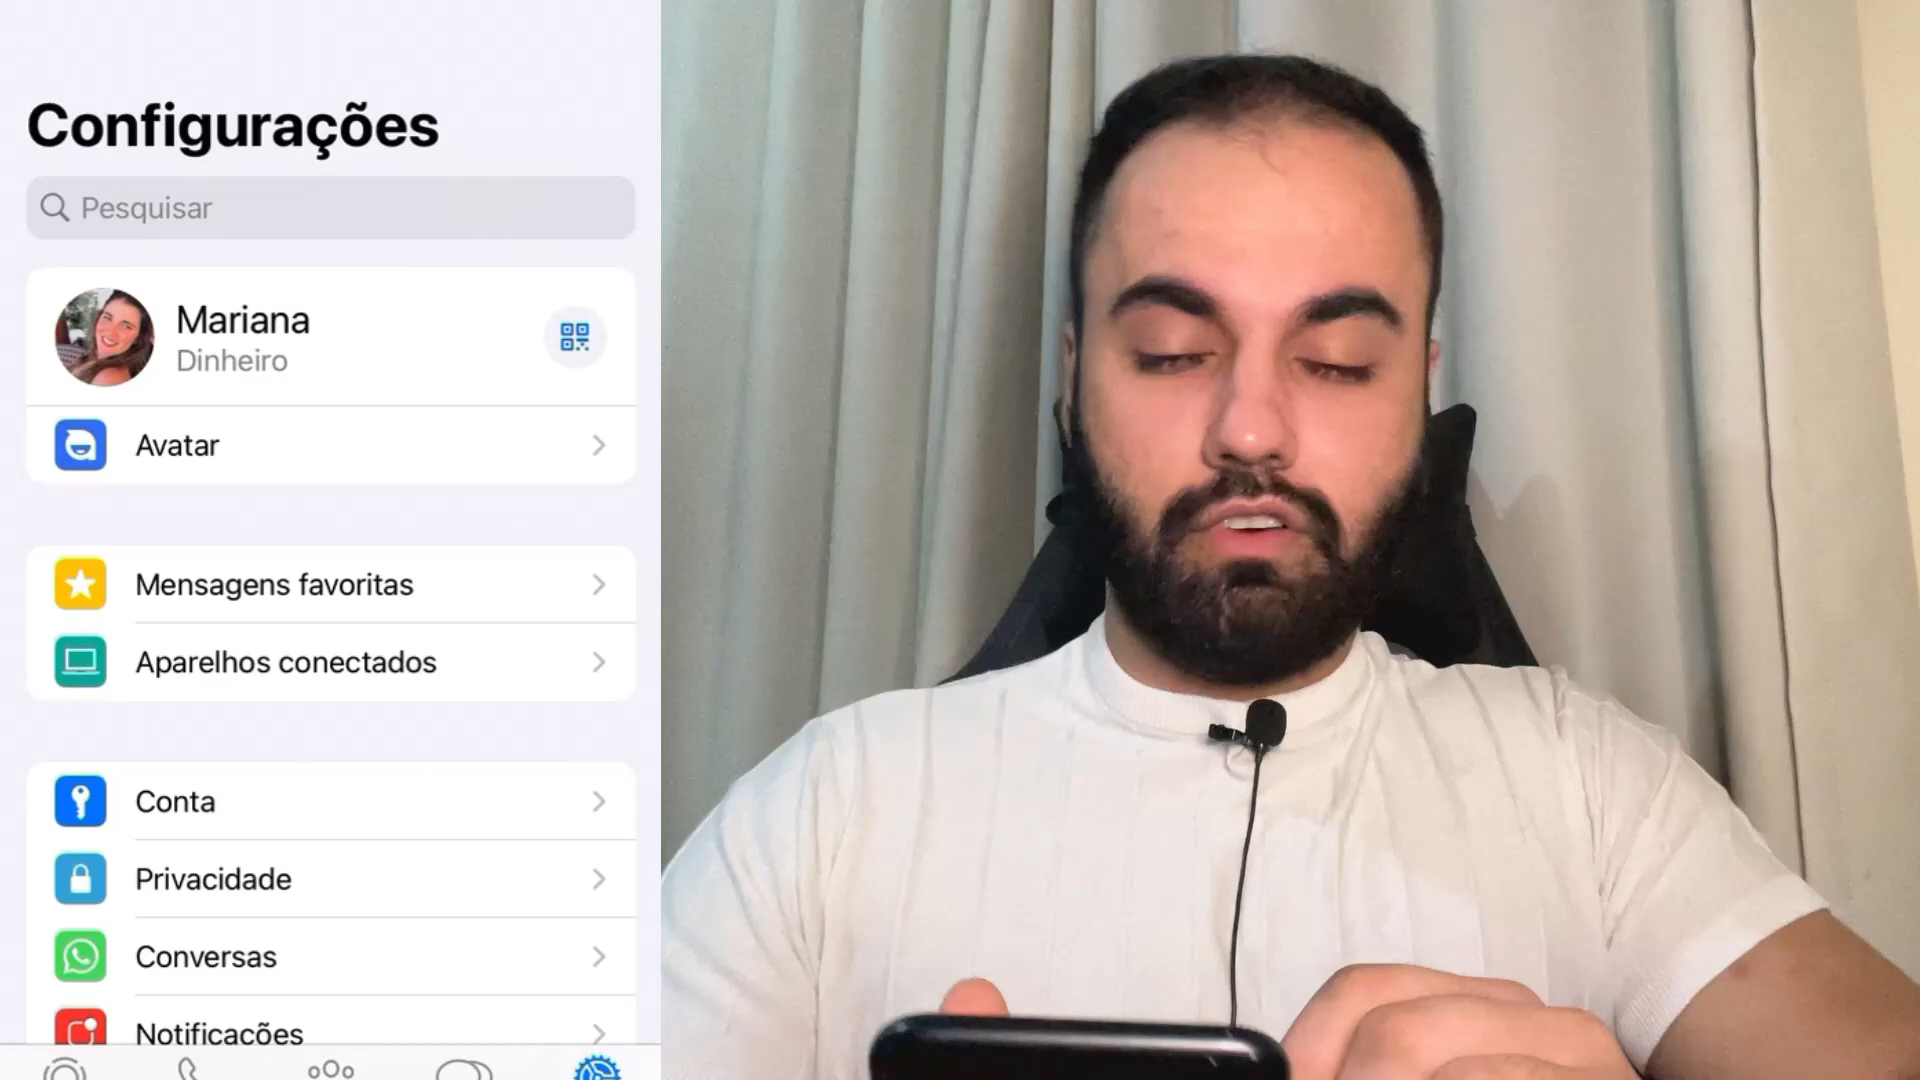 Configurações
Pesquisar
Mariana
Dinheiro
Avatar
Mensagens favoritas
Aparelhos conectados
Conta
Privacidade
Conversas
Notificações